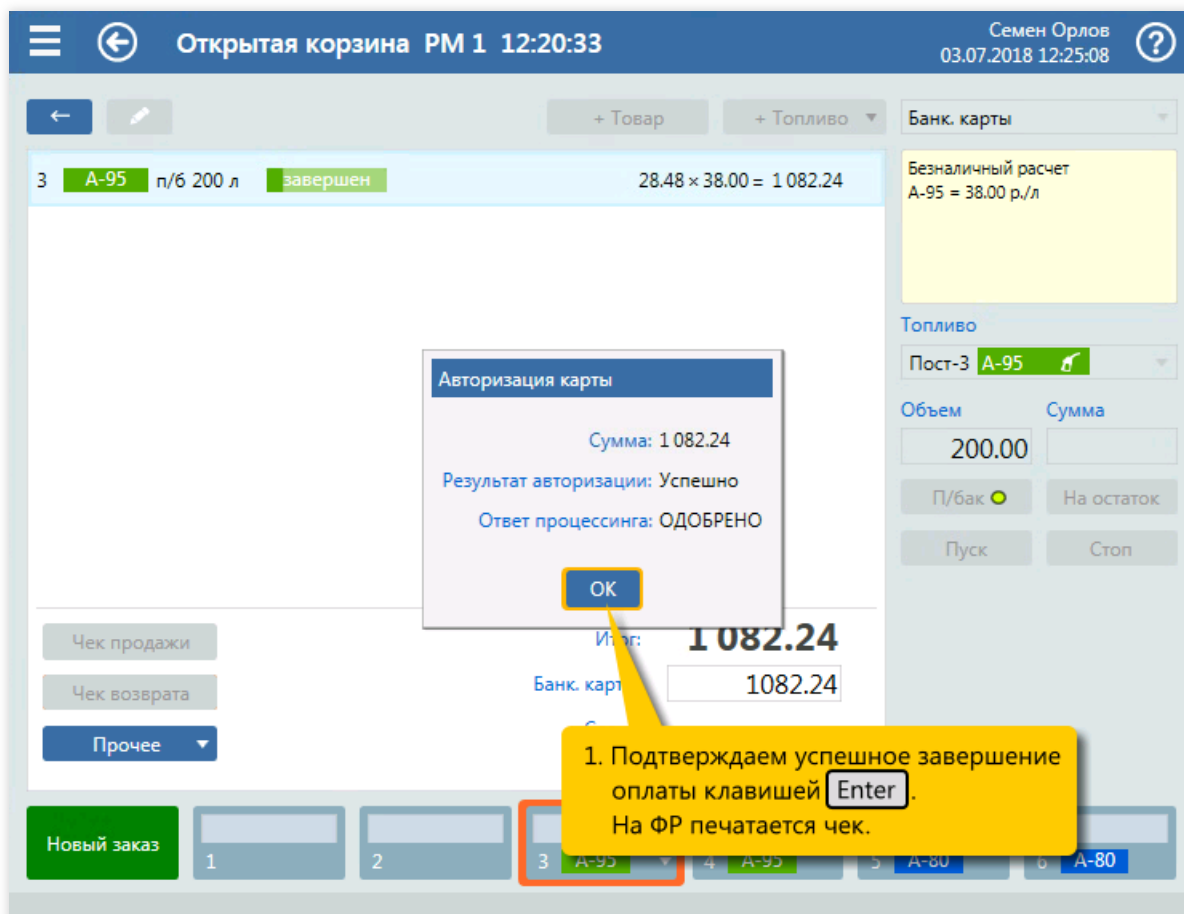 Открытая корзина РМ 1 12:20:33
Семен Орлов
03.07.2018 12:25:08
?
+ Товар
+ Топливо
Банк. карты
3 А-95 п/б 200 л завершен 28.48 × 38.00 = 1 082.24
Безналичный расчет
А-95 = 38.00 р./л
Топливо
Пост-3 А-95
Объем Сумма
200.00
П/бак На остаток
Пуск Стоп
Авторизация карты
Сумма: 1 082.24
Результат авторизации: Успешно
Ответ процессинга: ОДОБРЕНО
ОК
Чек продажи
Чек возврата
Прочее
Итог: 1 082.24
Банк. карт 1082.24
1. Подтверждаем успешное завершение
оплаты клавишей Enter .
На ФР печатается чек.
Новый заказ
1
2
3 А-95
4 А-95
5 А-80
6 А-80